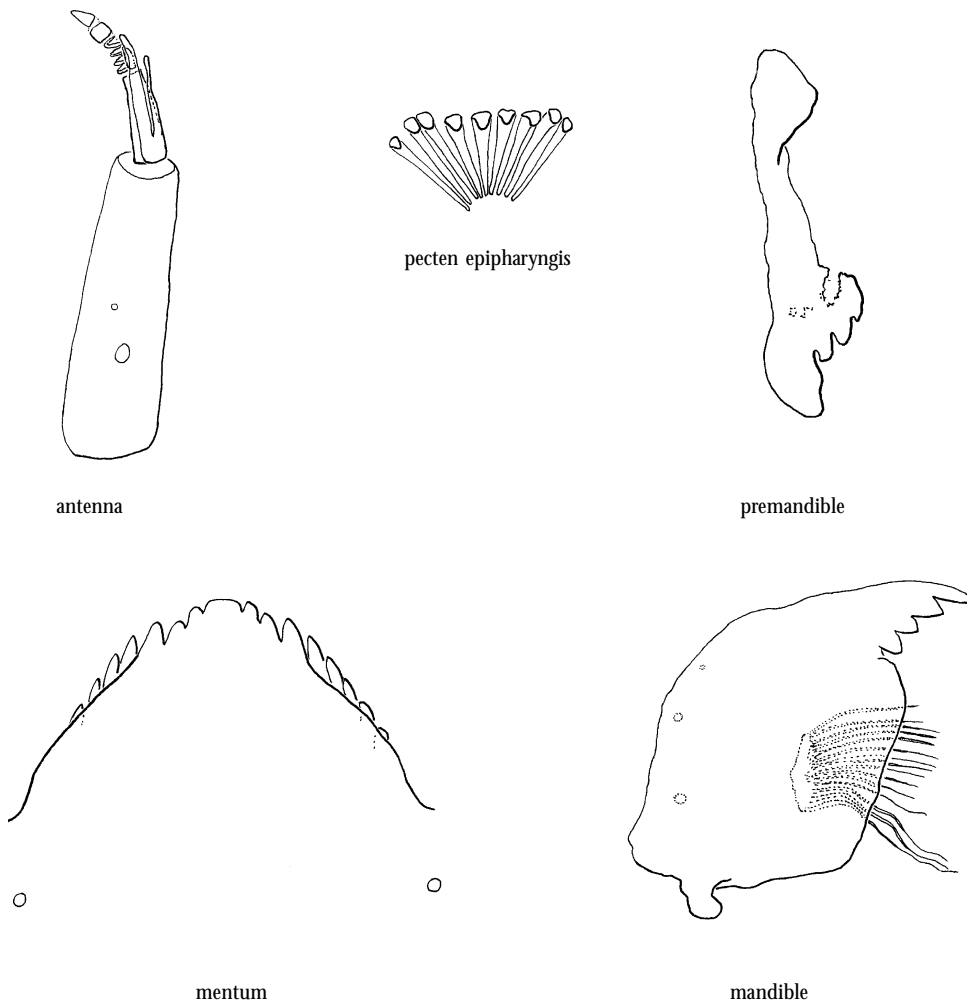 pecten epipharyngis
antenna
premandible
mentum
mandible